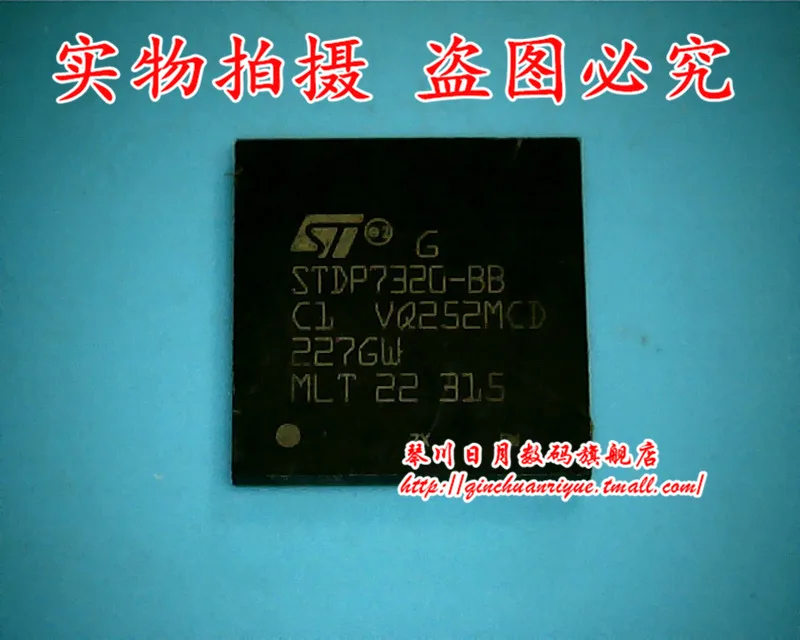 实物拍摄 盗图必究
ST e2 G
STDP7320-BB
C1 VQ252MCD
227GW
MLT 22 315
琴川日月数码旗舰店
http://qinchuanriyue.tmall.com/